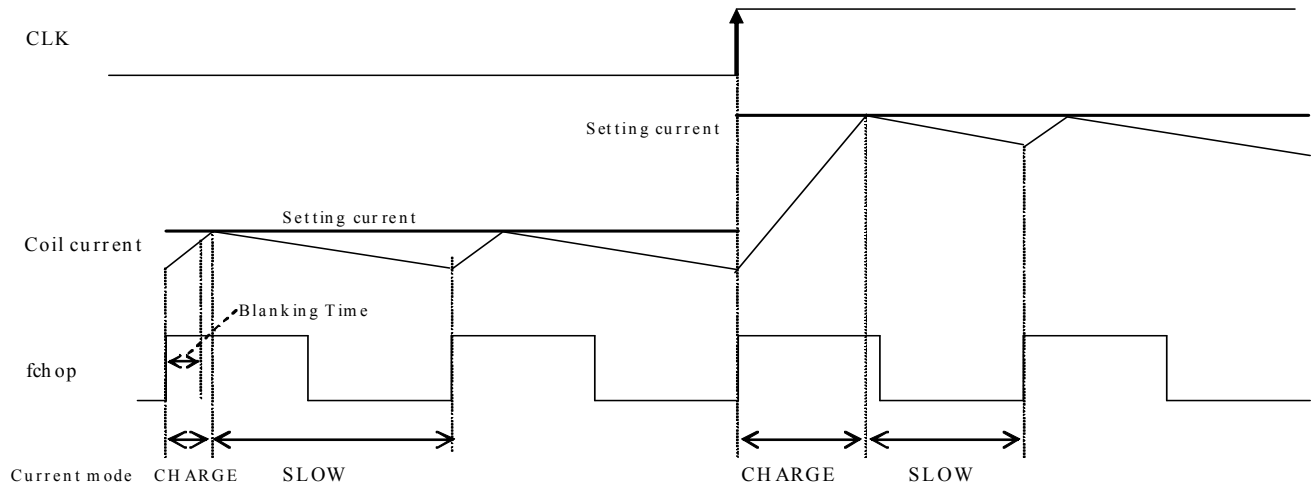 CLK
Setting current
Setting current
Coil current
Blanking Time
fchop
Current mode CHARGE SLOW CHARGE SLOW